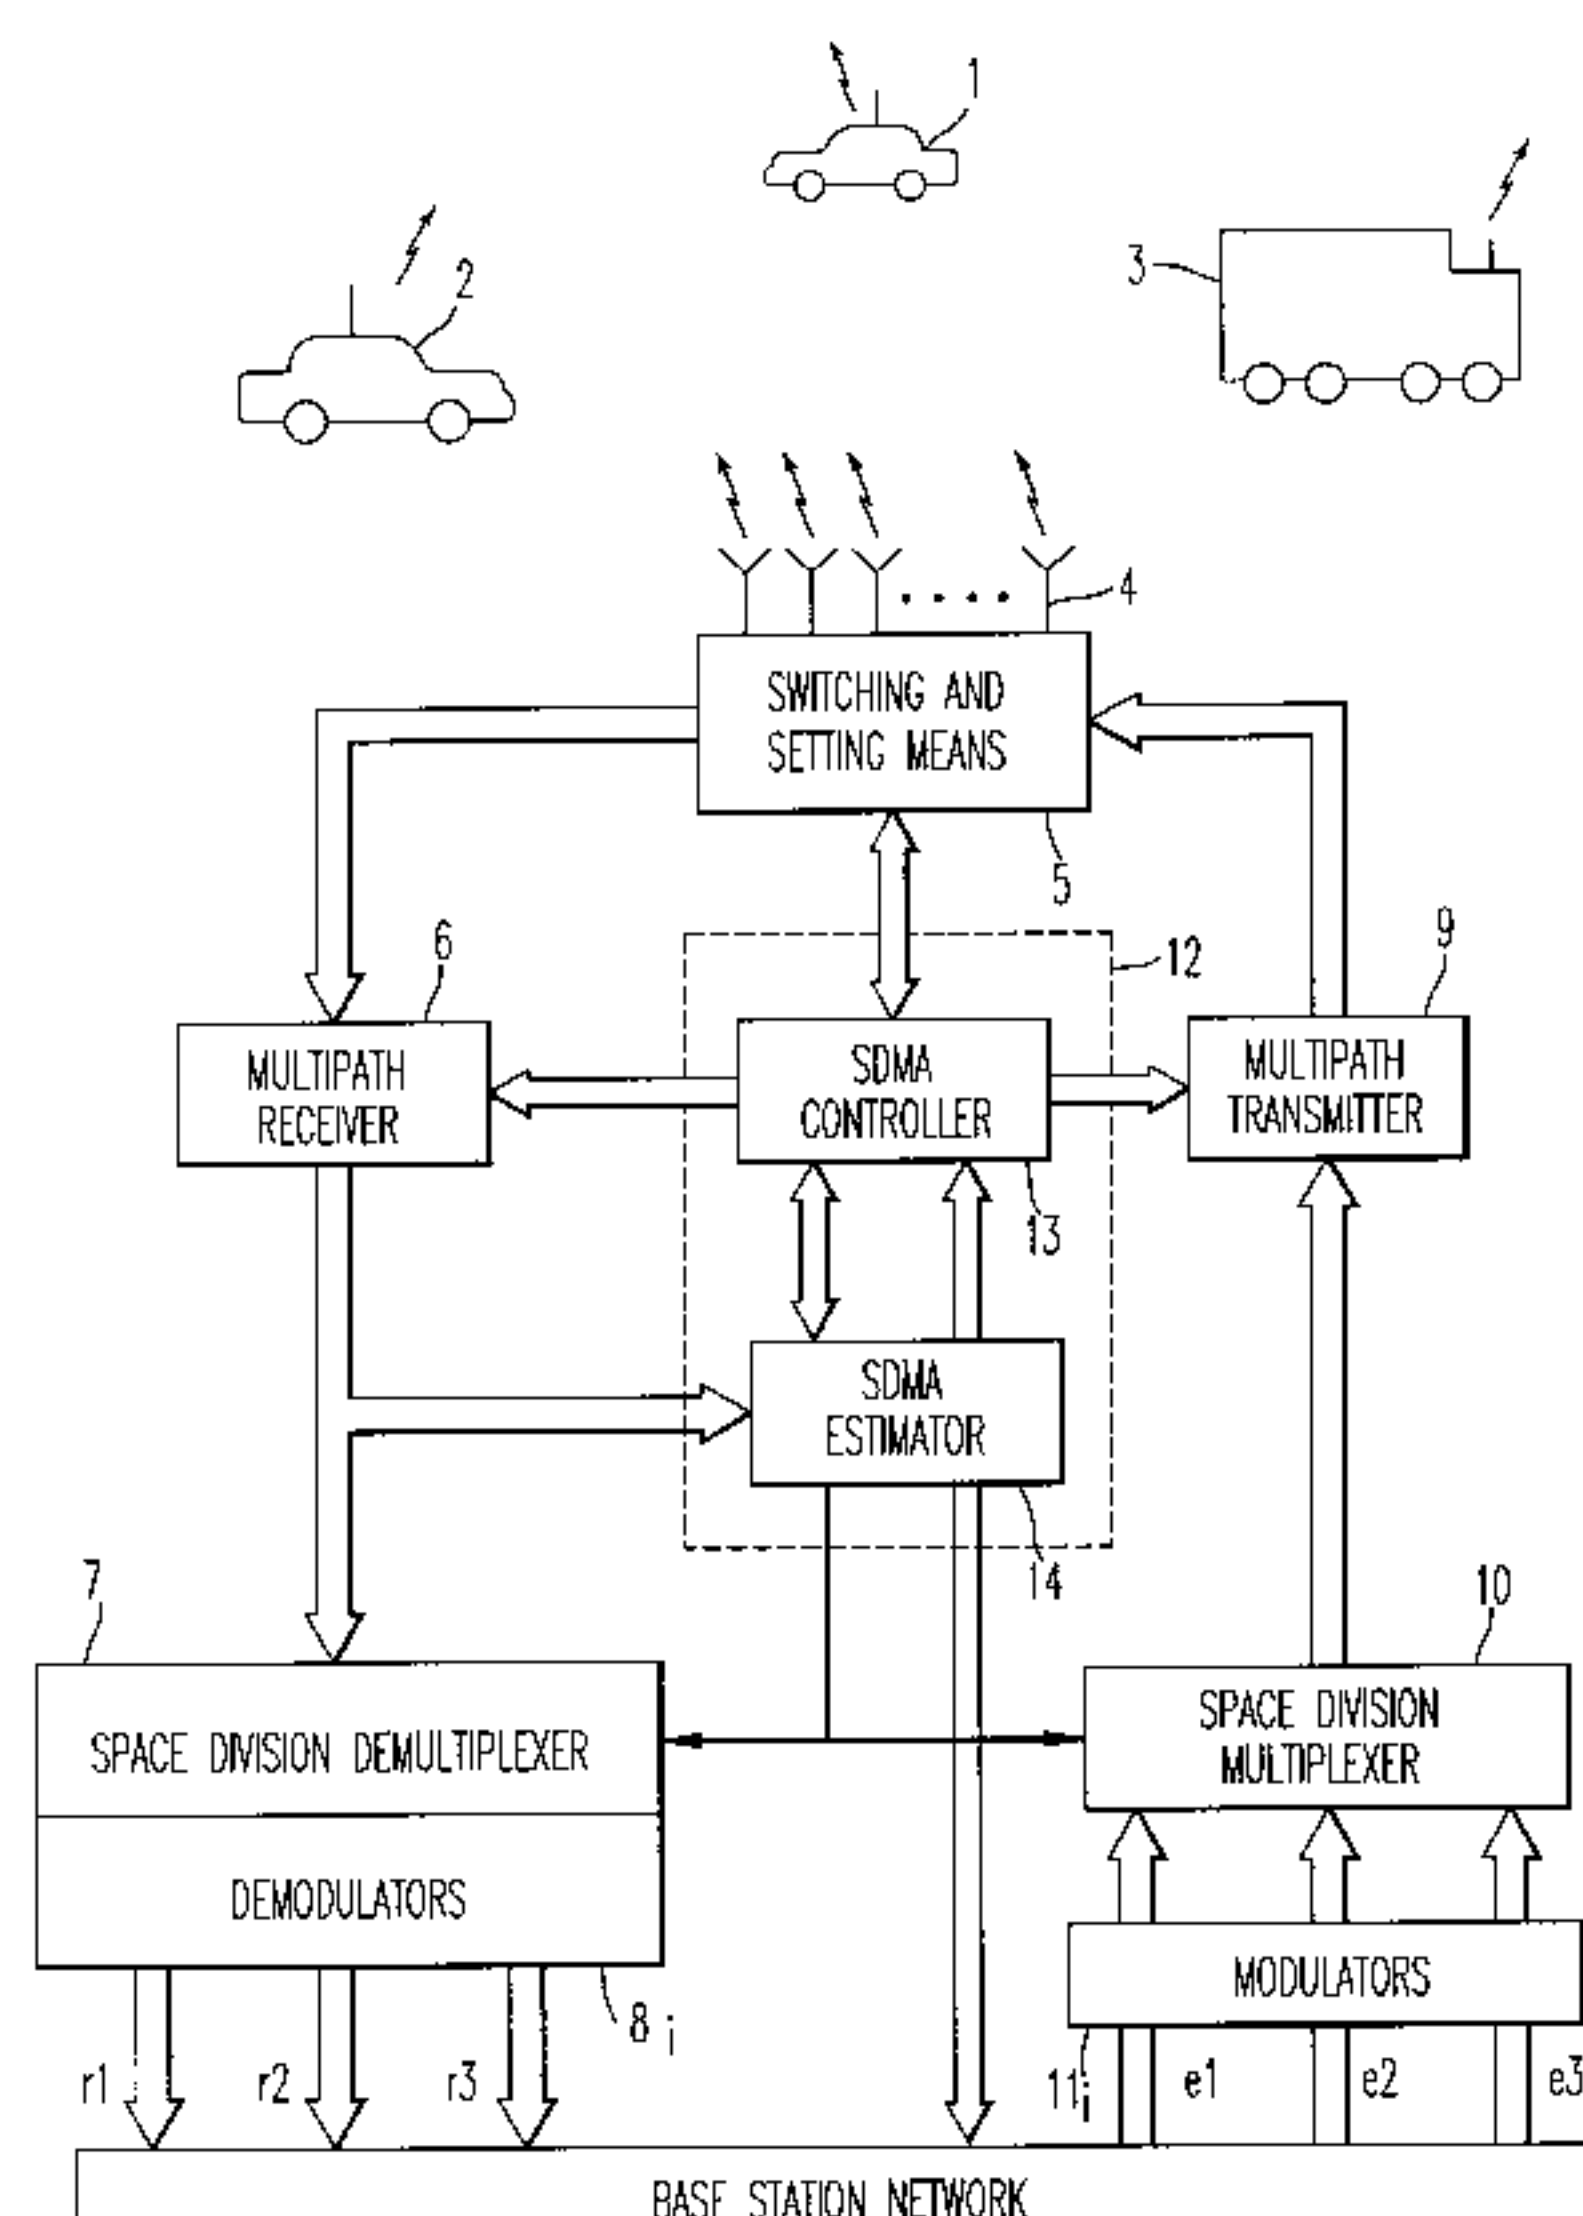 1
2
3
4
SWITCHING AND
SETTING MEANS
5
6
12
9
MULTIPATH
RECEIVER
SDMA
CONTROLLER
MULTIPATH
TRANSMITTER
13
SDMA
ESTIMATOR
14
7
10
SPACE DIVISION DEMULTIPLEXER
SPACE DIVISION
MULTIPLEXER
DEMODULATORS
MODULATORS
8 i
r1
r2
r3
11i
e1
e2
e3
BASE STATION NETWORK